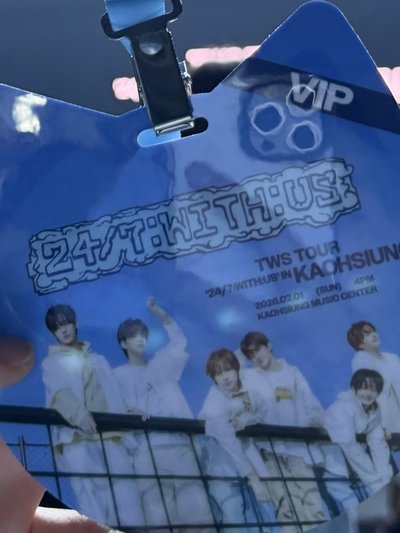 VIP
24/7:WITH:US
TWS TOUR
'24/7:WITH:US' IN KAOHSIUNG
2026.02.01 (SUN) 4PM
KAOHSIUNG MUSIC CENTER